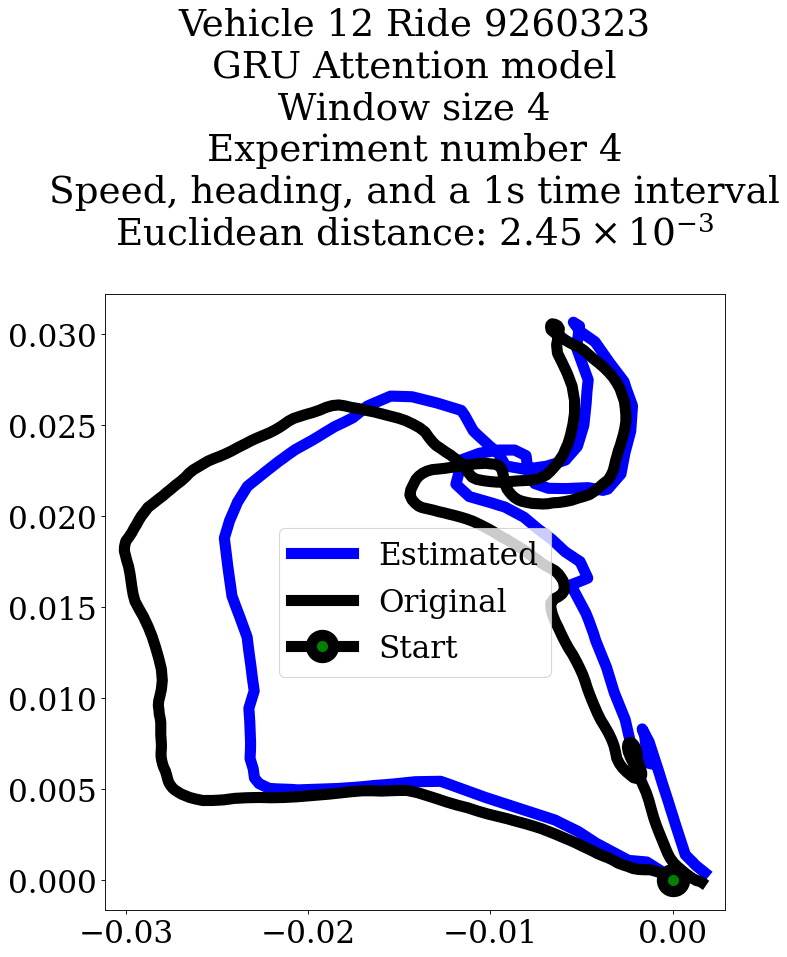 Vehicle 12 Ride 9260323
GRU Attention model
Window size 4
Experiment number 4
Speed, heading, and a 1s time interval
Euclidean distance: 2.45 × 10⁻³
0.030
0.025
0.020
0.015
0.010
0.005
0.000
Estimated
Original
Start
−0.03 −0.02 −0.01 0.00